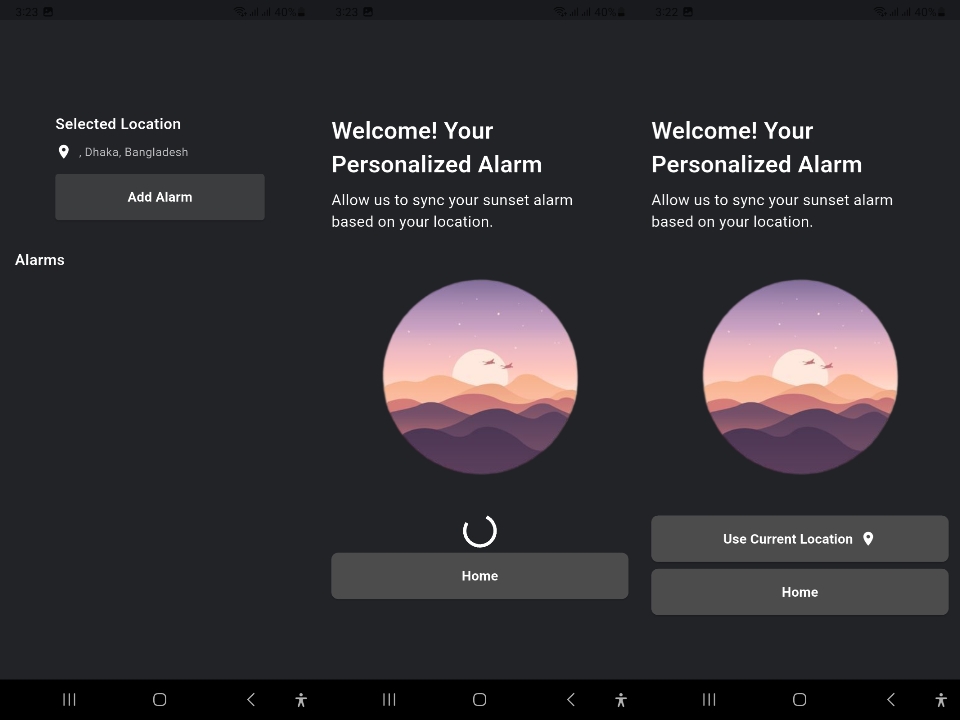 3:23
40%
Selected Location
, Dhaka, Bangladesh
Add Alarm
Alarms
3:23
40%
Welcome! Your
Personalized Alarm
Allow us to sync your sunset alarm
based on your location.
Home
3:22
40%
Welcome! Your
Personalized Alarm
Allow us to sync your sunset alarm
based on your location.
Use Current Location
Home